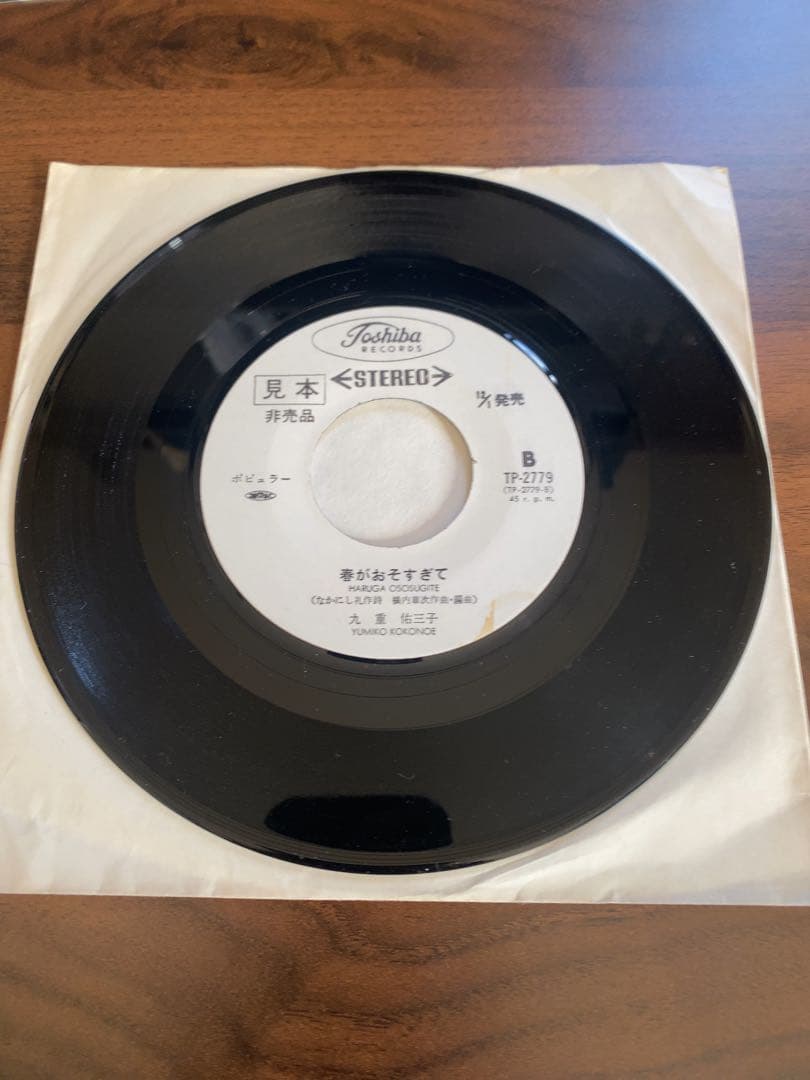 Toshiba
RECORDS
STEREO
見本
非売品
12/1発売
ポピュラー
B
TP-2779
(TP-2779-B)
45 r.p.m.
春がおそすぎて
HARUGA OSOSUGITE
(なかにし礼作詩 横内章次作曲・編曲)
九重 佑三子
YUMIKO KOKONOE